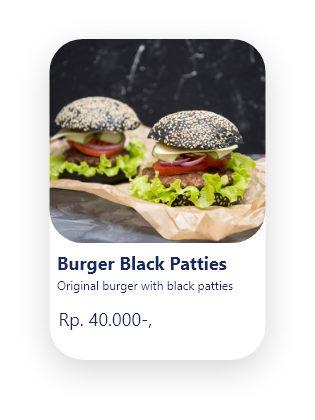 Burger Black Patties
Original burger with black patties
Rp. 40.000-,